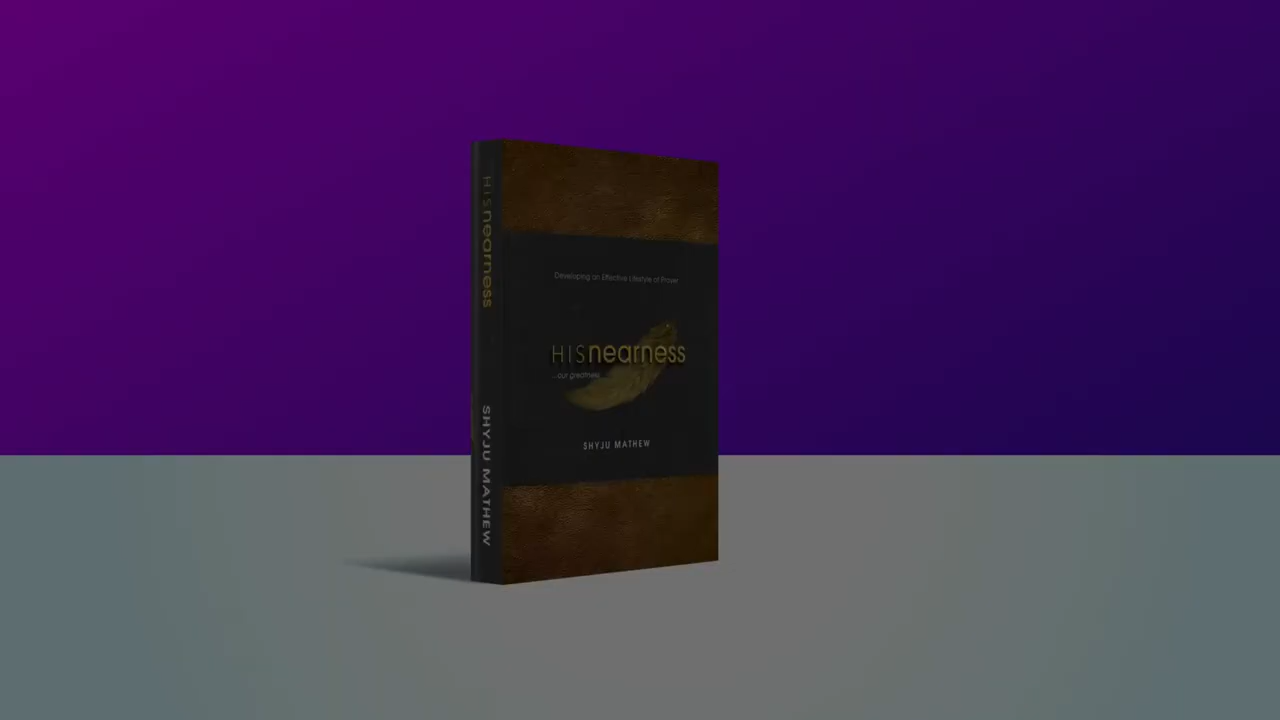 HISnearness
SHYJU MATHEW
Developing an Effective Lifestyle of Prayer
HISnearness
...our greatness
SHYJU MATHEW